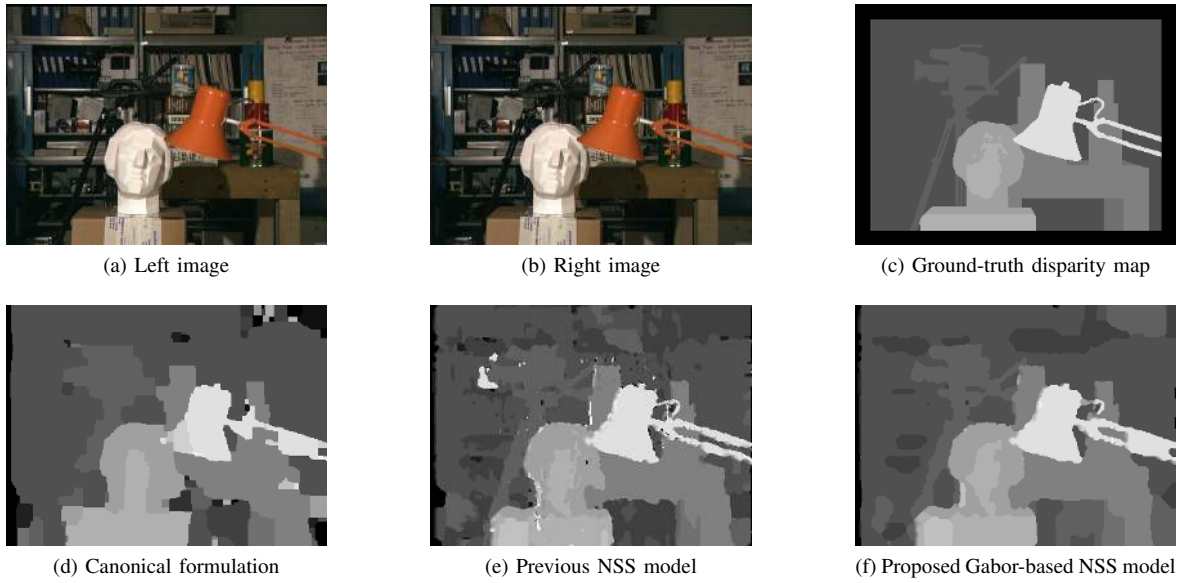 (a) Left image
(b) Right image
(c) Ground-truth disparity map
(d) Canonical formulation
(e) Previous NSS model
(f) Proposed Gabor-based NSS model